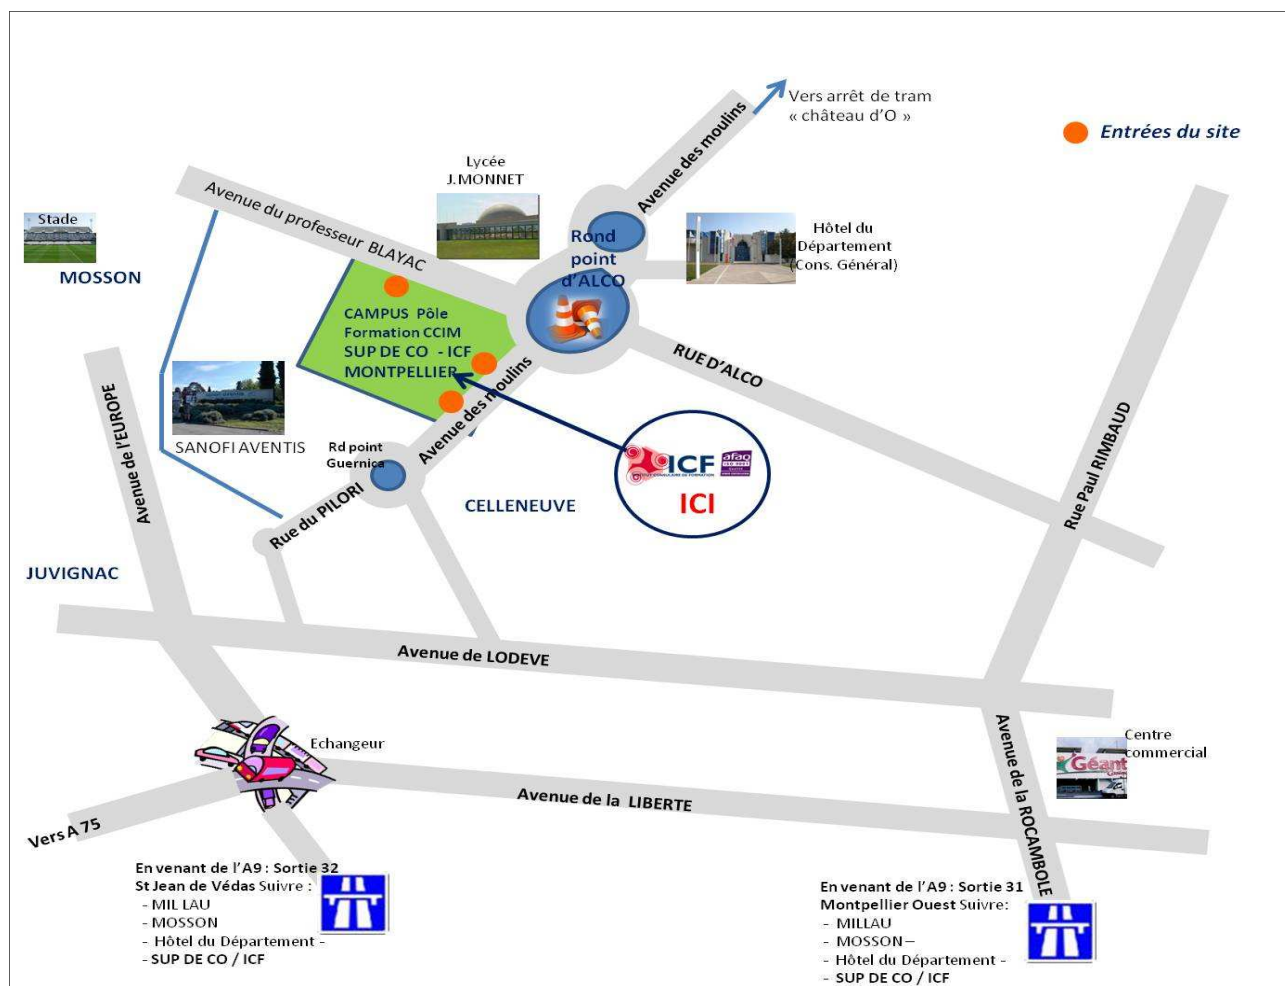 Vers arrêt de tram
« château d'O »
Entrées du site
Avenue des moulins
Lycée
J.MONNET
Avenue du professeur BLAYAC
Stade
MOSSON
Rond
point
d'ALCO
Hôtel du
Département
(Cons. Général)
CAMPUS Pôle
Formation CCIM
SUP DE CO - ICF
MONTPELLIER
RUE D'ALCO
Avenue des moulins
Avenue de l'EUROPE
SANOFI AVENTIS
Rd point
Guernica
Rue du PILORI
CELLENEUVE
ICF
afaq
ISO 9001
ICI
Rue Paul RIMBAUD
JUVIGNAC
Avenue de LODEVE
Echangeur
Avenue de la LIBERTE
Avenue de la ROCAMBOLE
Centre
commercial
Géant
Vers A 75
En venant de l'A9 : Sortie 32
St Jean de Védas Suivre :
- MIL LAU
- MOSSON
- Hôtel du Département -
- SUP DE CO / ICF
En venant de l'A9 : Sortie 31
Montpellier Ouest Suivre:
- MILLAU
- MOSSON –
- Hôtel du Département -
- SUP DE CO / ICF